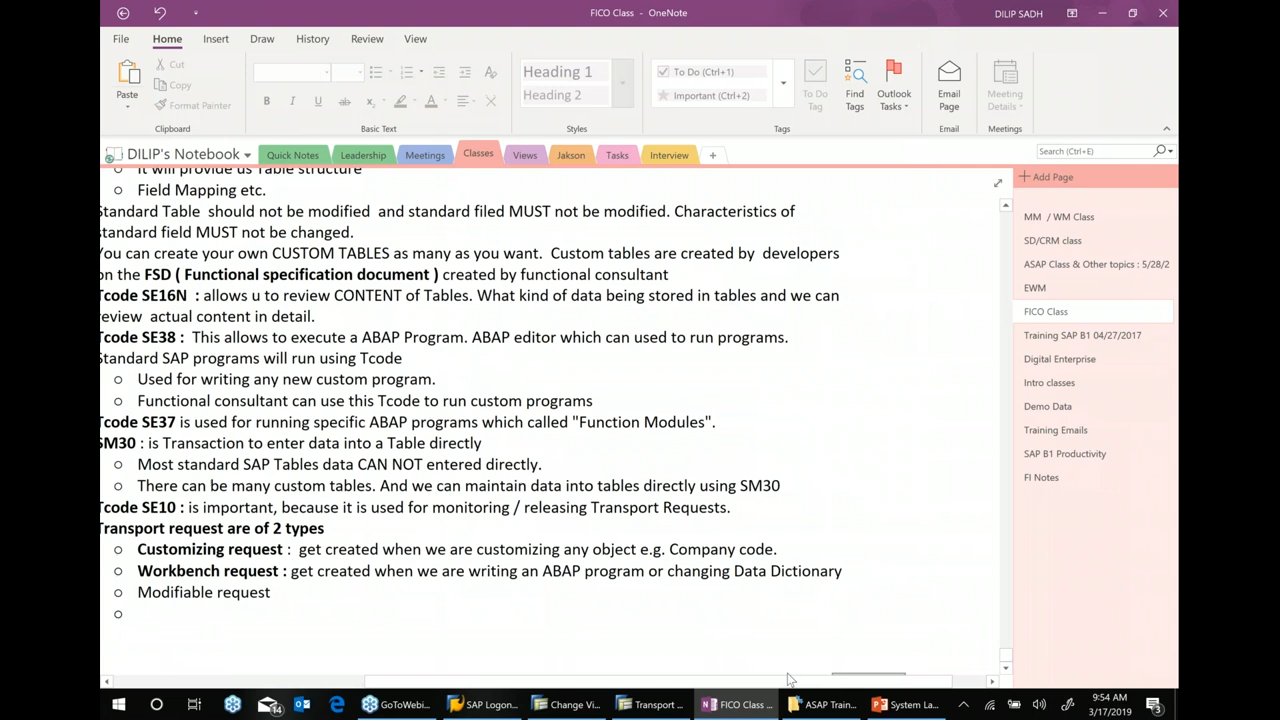 FICO Class - OneNote
DILIP SADH
File Home Insert Draw History Review View
Paste
Cut
Copy
Format Painter
Clipboard
Basic Text
Heading 1
Heading 2
Styles
To Do (Ctrl+1)
Important (Ctrl+2)
Tags
To Do Tag
Find Tags
Outlook Tasks
Email Page
Email
Meeting Details
Meetings
DILIP's Notebook Quick Notes Leadership Meetings Classes Views Jakson Tasks Interview
Search (Ctrl+E)
It will provide us Table structure
Field Mapping etc.
Standard Table should not be modified and standard filed MUST not be modified. Characteristics of
standard field MUST not be changed.
You can create your own CUSTOM TABLES as many as you want. Custom tables are created by developers
on the FSD ( Functional specification document ) created by functional consultant
Tcode SE16N : allows u to review CONTENT of Tables. What kind of data being stored in tables and we can
review actual content in detail.
Tcode SE38 : This allows to execute a ABAP Program. ABAP editor which can used to run programs.
Standard SAP programs will run using Tcode
Used for writing any new custom program.
Functional consultant can use this Tcode to run custom programs
Tcode SE37 is used for running specific ABAP programs which called "Function Modules".
SM30 : is Transaction to enter data into a Table directly
Most standard SAP Tables data CAN NOT entered directly.
There can be many custom tables. And we can maintain data into tables directly using SM30
Tcode SE10 : is important, because it is used for monitoring / releasing Transport Requests.
Transport request are of 2 types
Customizing request : get created when we are customizing any object e.g. Company code.
Workbench request : get created when we are writing an ABAP program or changing Data Dictionary
Modifiable request
Add Page
MM / WM Class
SD/CRM class
ASAP Class & Other topics : 5/28/2
EWM
FICO Class
Training SAP B1 04/27/2017
Digital Enterprise
Intro classes
Demo Data
Training Emails
SAP B1 Productivity
FI Notes
14
GoToWebi...
SAP Logon...
Change Vi...
Transport ...
FICO Class ...
ASAP Train...
System La...
9:54 AM
3/17/2019
3